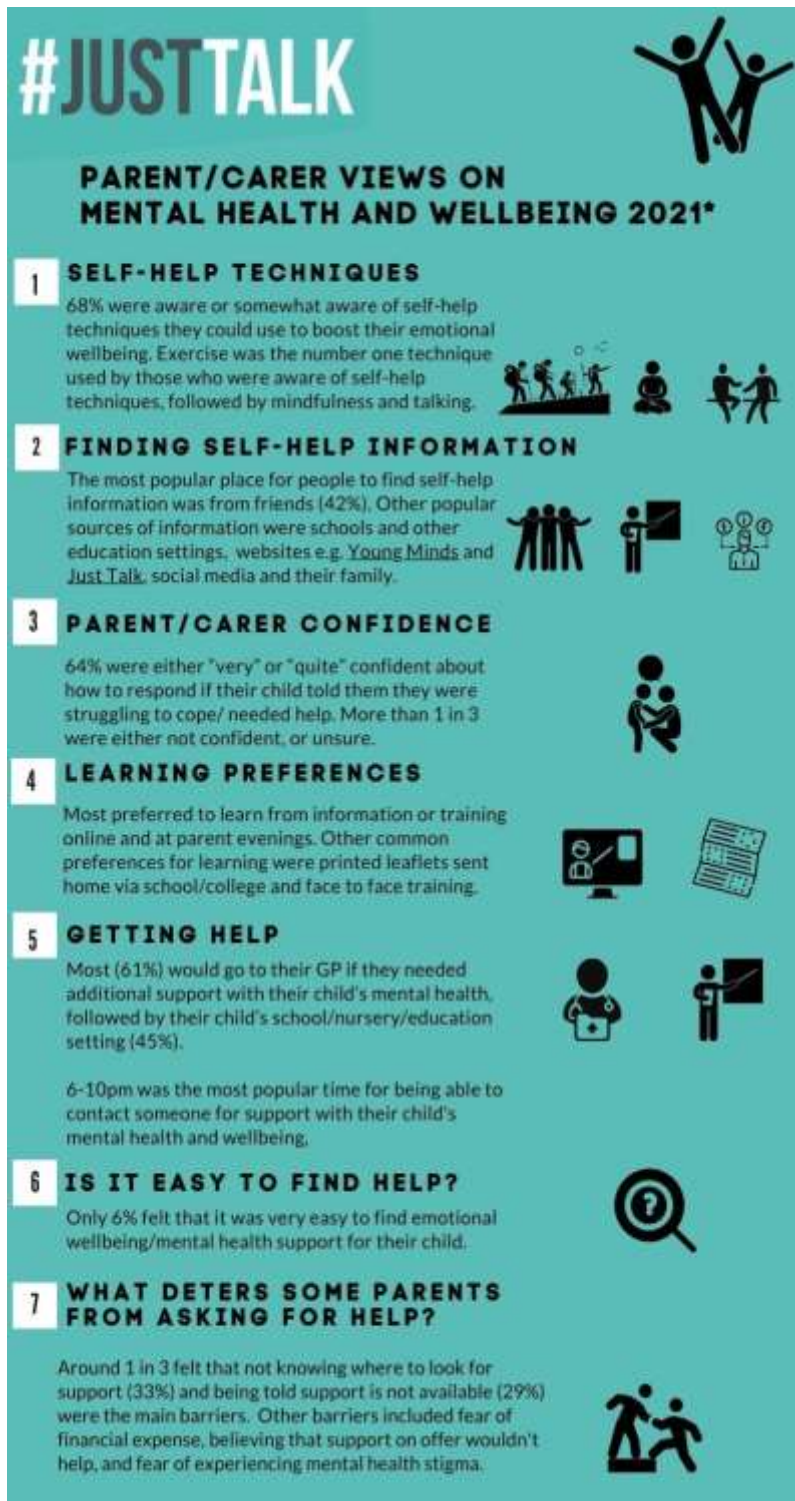 #JUSTTALK
PARENT/CARER VIEWS ON
MENTAL HEALTH AND WELLBEING 2021*
1
SELF-HELP TECHNIQUES
68% were aware or somewhat aware of self-help
techniques they could use to boost their emotional
wellbeing. Exercise was the number one technique
used by those who were aware of self-help
techniques, followed by mindfulness and talking.
2
FINDING SELF-HELP INFORMATION
The most popular place for people to find self-help
information was from friends (42%). Other popular
sources of information were schools and other
education settings, websites e.g. Young Minds and
Just Talk, social media and their family.
3
PARENT/CARER CONFIDENCE
64% were either "very" or "quite" confident about
how to respond if their child told them they were
struggling to cope/ needed help. More than 1 in 3
were either not confident, or unsure.
4
LEARNING PREFERENCES
Most preferred to learn from information or training
online and at parent evenings. Other common
preferences for learning were printed leaflets sent
home via school/college and face to face training.
5
GETTING HELP
Most (61%) would go to their GP if they needed
additional support with their child's mental health,
followed by their child's school/nursery/education
setting (45%).
6-10pm was the most popular time for being able to
contact someone for support with their child's
mental health and wellbeing.
6
IS IT EASY TO FIND HELP?
Only 6% felt that it was very easy to find emotional
wellbeing/mental health support for their child.
7
WHAT DETERS SOME PARENTS
FROM ASKING FOR HELP?
Around 1 in 3 felt that not knowing where to look for
support (33%) and being told support is not available (29%)
were the main barriers. Other barriers included fear of
financial expense, believing that support on offer wouldn't
help, and fear of experiencing mental health stigma.